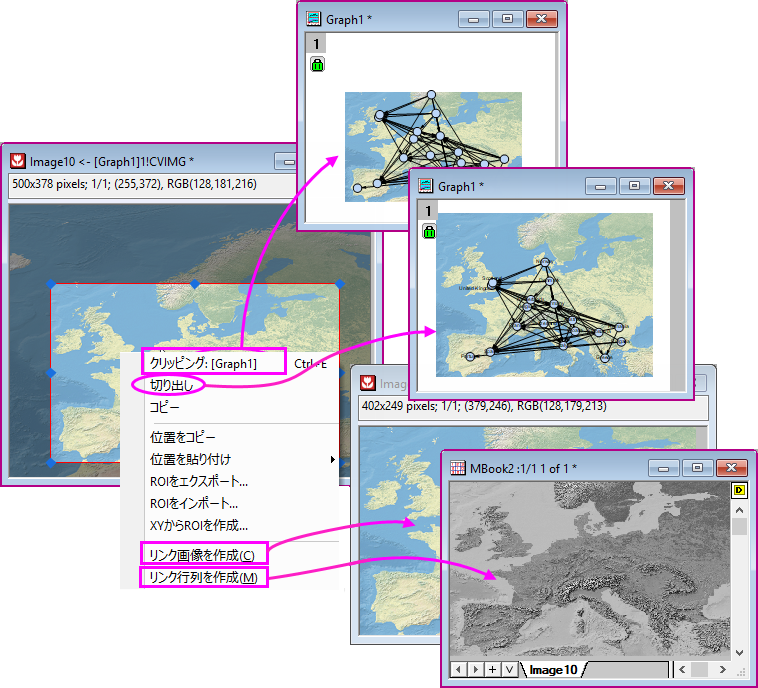 Graph1 *
1
Image10 <- [Graph1]1!CVIMG *
500x378 pixels; 1/1; (255,372), RGB(128,181,216)
Graph1 *
1
クリッピング: [Graph1] Ctrl+E
切り出し
コピー
位置をコピー
位置を貼り付け
ROIをエクスポート...
ROIをインポート...
XYからROIを作成...
リンク画像を作成(C)
リンク行列を作成(M)
Image
402x249 pixels; 1/1; (379,246), RGB(128,179,213)
MBook2 :1/1 1 of 1 *
D
Image10